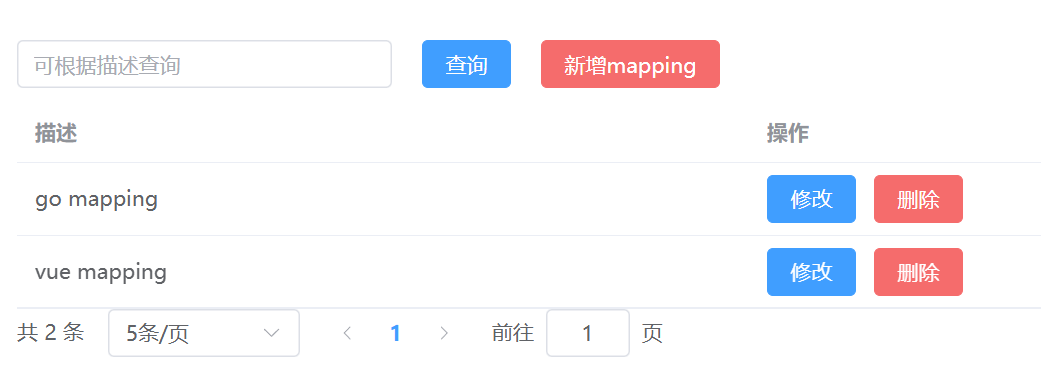 可根据描述查询 查询 新增mapping
描述 操作
go mapping 修改 删除
vue mapping 修改 删除
共 2 条 5条/页 1 前往 1 页